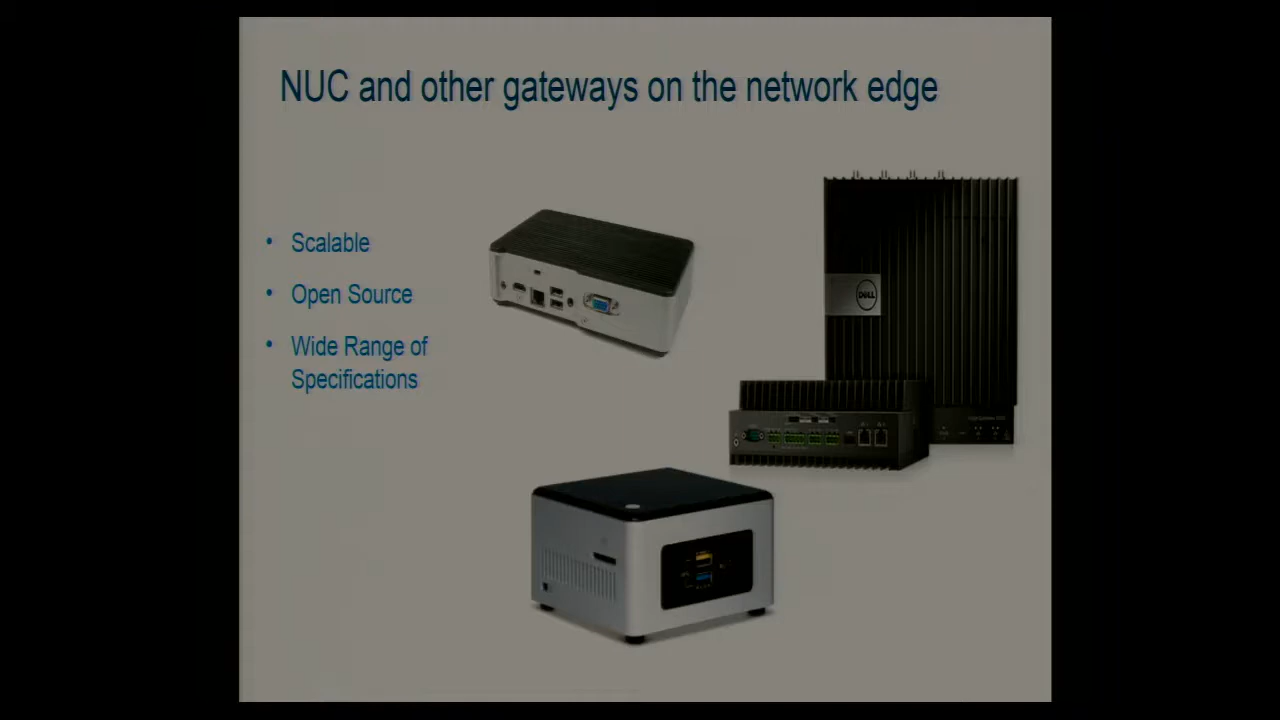 NUC and other gateways on the network edge
• Scalable
• Open Source
• Wide Range of
Specifications
DELL